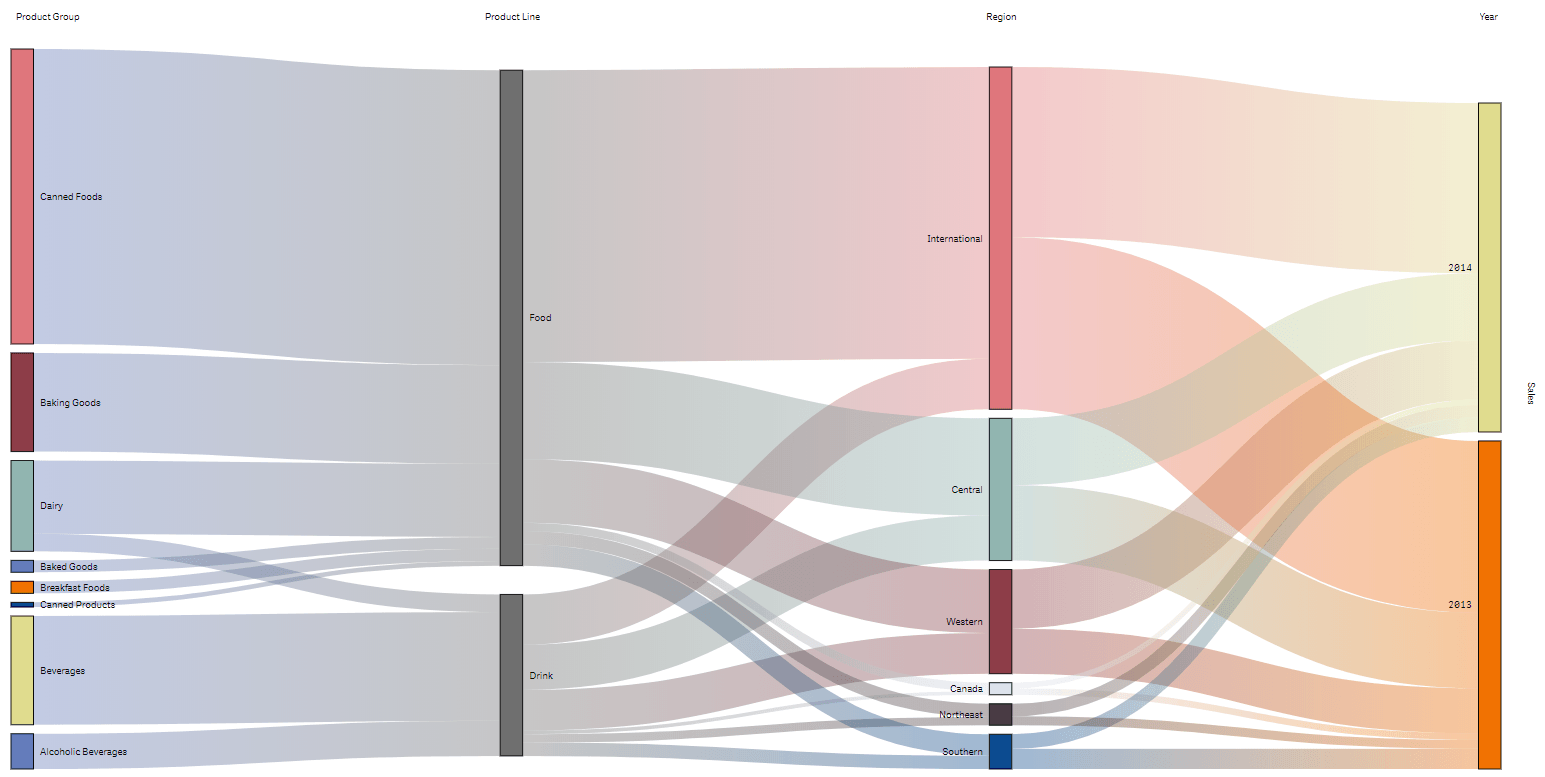 Product Group
Product Line
Region
Year
Canned Foods
International
2014
Food
Sales
Baking Goods
Central
Dairy
Baked Goods
Breakfast Foods
Canned Products
2013
Western
Beverages
Drink
Canada
Northeast
Alcoholic Beverages
Southern